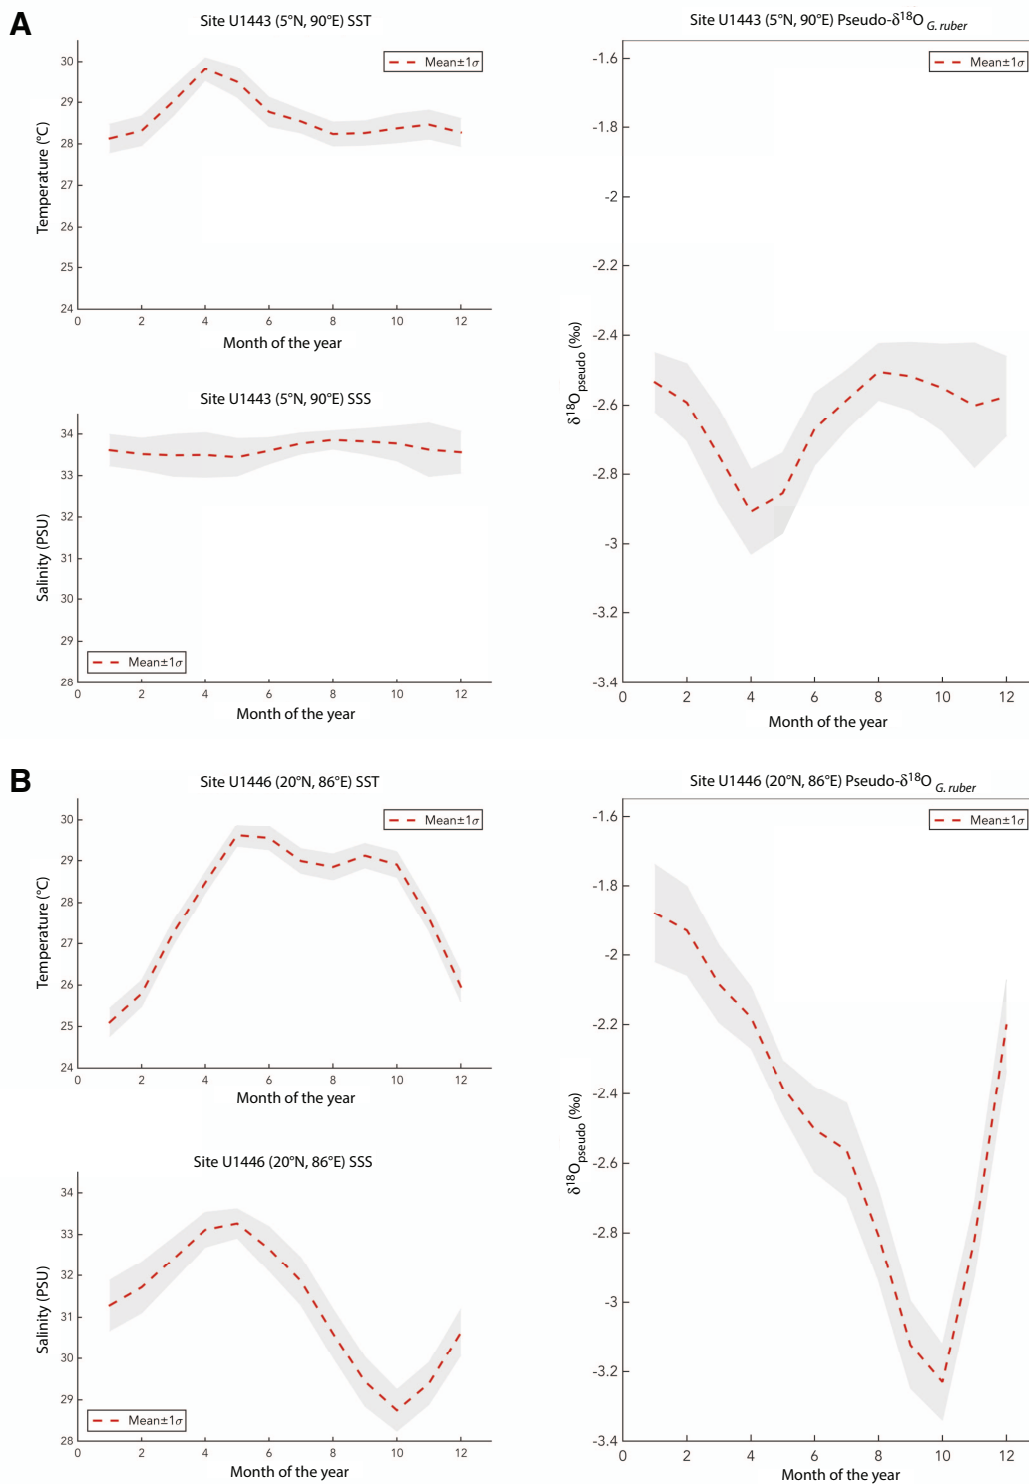 A
Site U1443 (5°N, 90°E) SST
Mean±1σ
Temperature (°C)
30
29
28
27
26
25
24
0 2 4 6 8 10 12
Month of the year
Site U1443 (5°N, 90°E) SSS
Salinity (PSU)
34
33
32
31
30
29
28
Mean±1σ
0 2 4 6 8 10 12
Month of the year
Site U1443 (5°N, 90°E) Pseudo-δ18O G. ruber
Mean±1σ
δ18Opseudo (‰)
-1.6
-1.8
-2
-2.2
-2.4
-2.6
-2.8
-3
-3.2
-3.4
0 2 4 6 8 10 12
Month of the year
B
Site U1446 (20°N, 86°E) SST
Mean±1σ
Temperature (°C)
30
29
28
27
26
25
24
0 2 4 6 8 10 12
Month of the year
Site U1446 (20°N, 86°E) SSS
Salinity (PSU)
34
33
32
31
30
29
28
Mean±1σ
0 2 4 6 8 10 12
Month of the year
Site U1446 (20°N, 86°E) Pseudo-δ18O G. ruber
Mean±1σ
δ18Opseudo (‰)
-1.6
-1.8
-2
-2.2
-2.4
-2.6
-2.8
-3
-3.2
-3.4
0 2 4 6 8 10 12
Month of the year